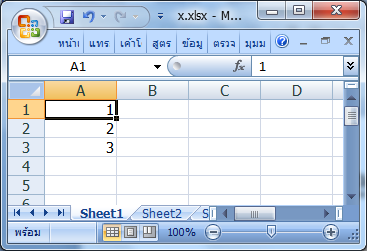 x.xlsx - M...
หน้าแ แทร เค้าโ สูตร ข้อมู ตรวจ มุมม
A1 fx 1
A B C D
1 1
2 2
3 3
4
5
Sheet1 Sheet2 S
พร้อม 100%